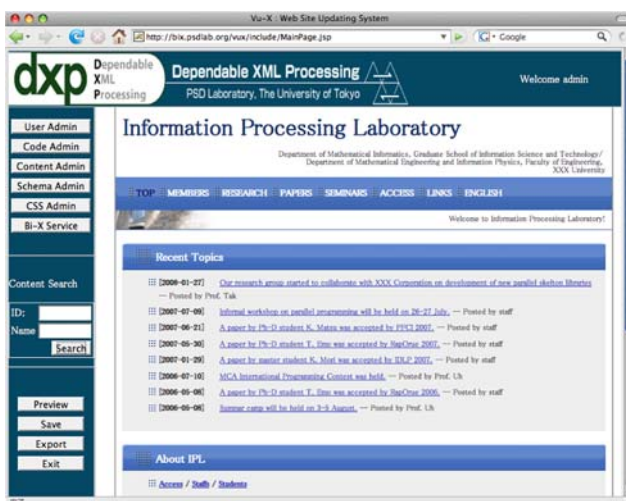 Vu-X : Web Site Updating System
http://bix.psdlab.org/vux/include/MainPage.jsp
Google
dxp
Dependable
XML
Processing
Dependable XML Processing
PSD Laboratory, The University of Tokyo
Welcome admin
User Admin
Code Admin
Content Admin
Schema Admin
CSS Admin
Bi-X Service
Content Search
ID:
Name
Search
Preview
Save
Export
Exit
Information Processing Laboratory
Department of Mathematical Informatics, Graduate School of Information Science and Technology/
Department of Mathematical Engineering and Information Physics, Faculty of Engineering,
XXX University
TOP MEMBERS RESEARCH PAPERS SEMINARS ACCESS LINKS ENGLISH
Welcome to Information Processing Laboratory!
Recent Topics
[2008-01-27] Our research group started to collaborate with XXX Corporation on development of new parallel skelton libraries
— Posted by Prof. Tak
[2007-07-09] Informal workshop on parallel programming will be held on 26-27 July. — Posted by staff
[2007-06-21] A paper by Ph-D student K. Matsu was accepted by PPCI 2007. — Posted by staff
[2007-05-30] A paper by Ph-D student T. was accepted by 2007. — Posted by staff
[2007-01-29] A paper by master student K. was accepted by IDLP 2007. — Posted by staff
[2006-07-10] MCA International Programming Contest was held. — Posted by Prof. Uh
[2006-05-08] A paper by Ph-D student T. was accepted by 2006. — Posted by staff
[2006-05-08] Summer camp will be held on 3-5 August. — Posted by Prof. Uh
About IPL
Access / Staffs / Students